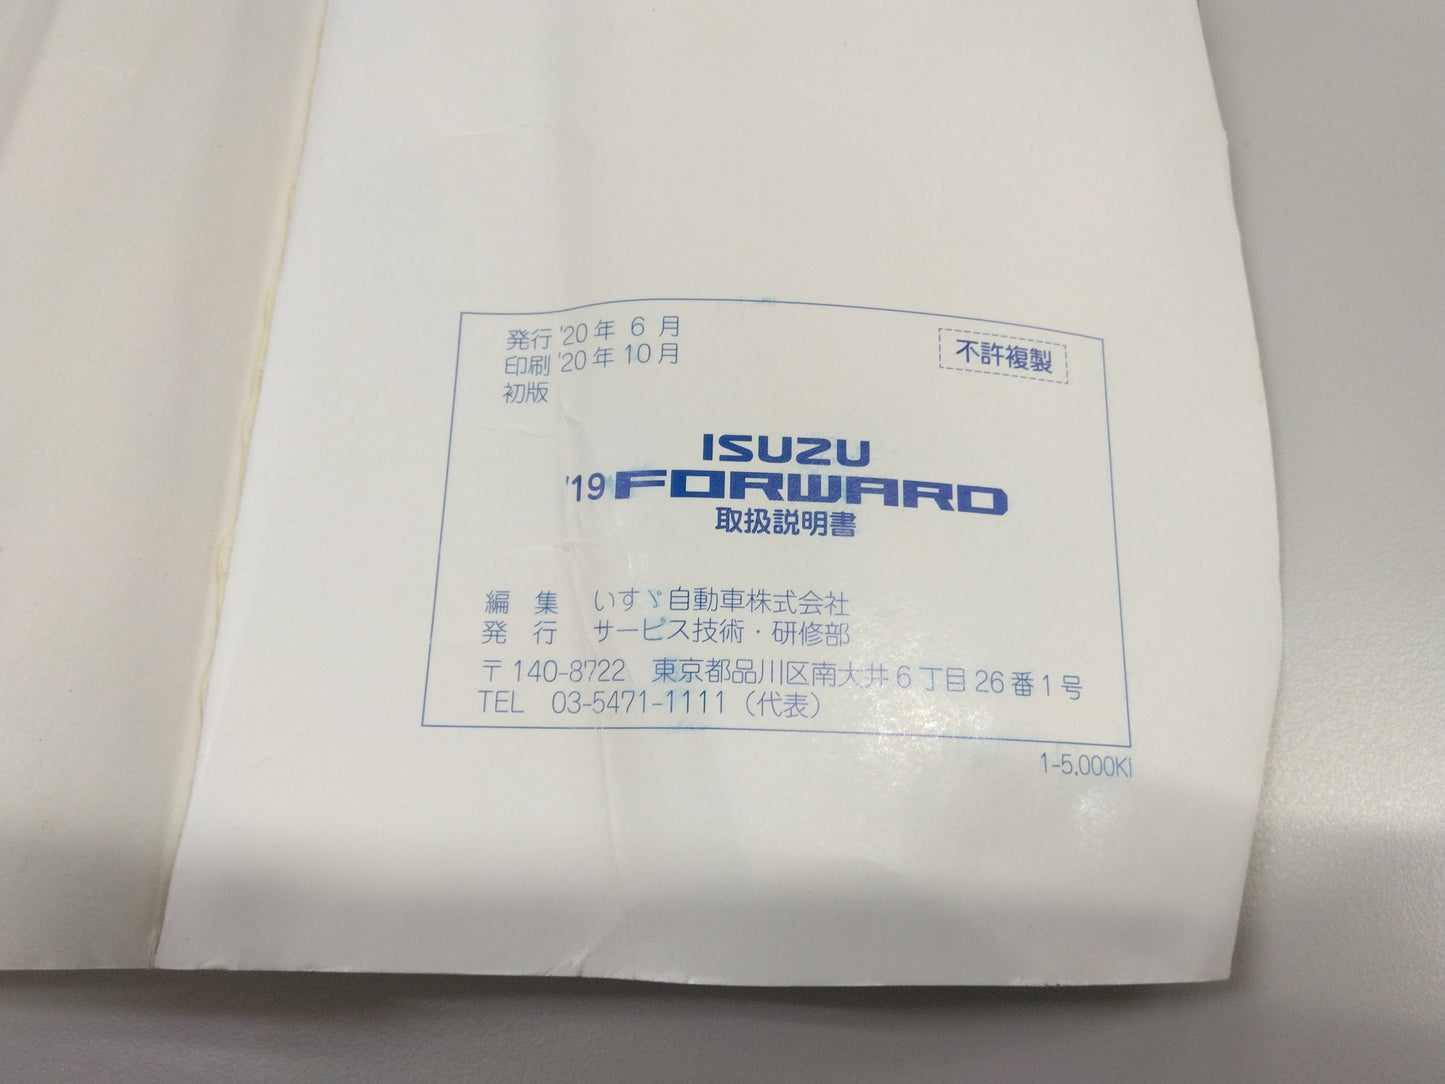 発行 '20年 6 月
印刷 '20年 10月
初版
不許複製
ISUZU
'19 FORWARD
取扱説明書
編 集 いすゞ自動車株式会社
発 行 サービス技術・研修部
〒140-8722 東京都品川区南大井6丁目26番1号
TEL 03-5471-1111（代表）
1-5,000KI